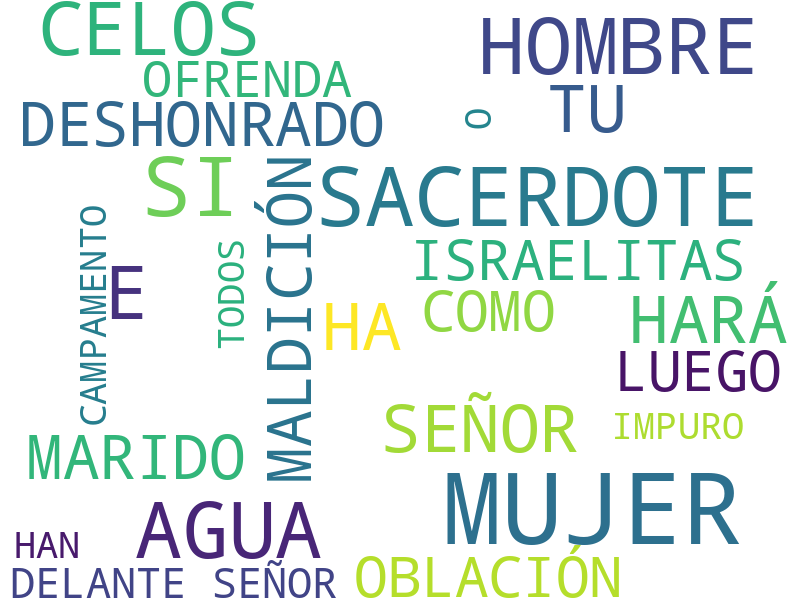 CELOS
HOMBRE
OFRENDA
TU
DESHONRADO
O
SI
MALDICIÓN
SACERDOTE
CAMPAMENTO
E
TODOS
ISRAELITAS
HA
COMO
HARÁ
LUEGO
SEÑOR
IMPURO
MARIDO
MUJER
AGUA
HAN
DELANTE SEÑOR
OBLACIÓN